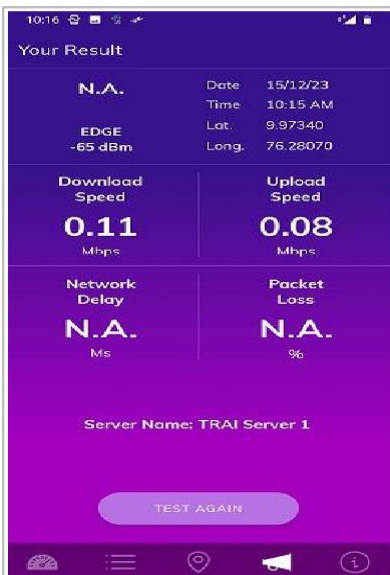 10:16
Your Result
N.A.
Date 15/12/23
Time 10:15 AM
EDGE
Lat. 9.97340
-65 dBm
Long. 76.28070
Download
Speed
0.11
Mbps
Upload
Speed
0.08
Mbps
Network
Delay
N.A.
Ms
Packet
Loss
N.A.
%
Server Name: TRAI Server 1
TEST AGAIN